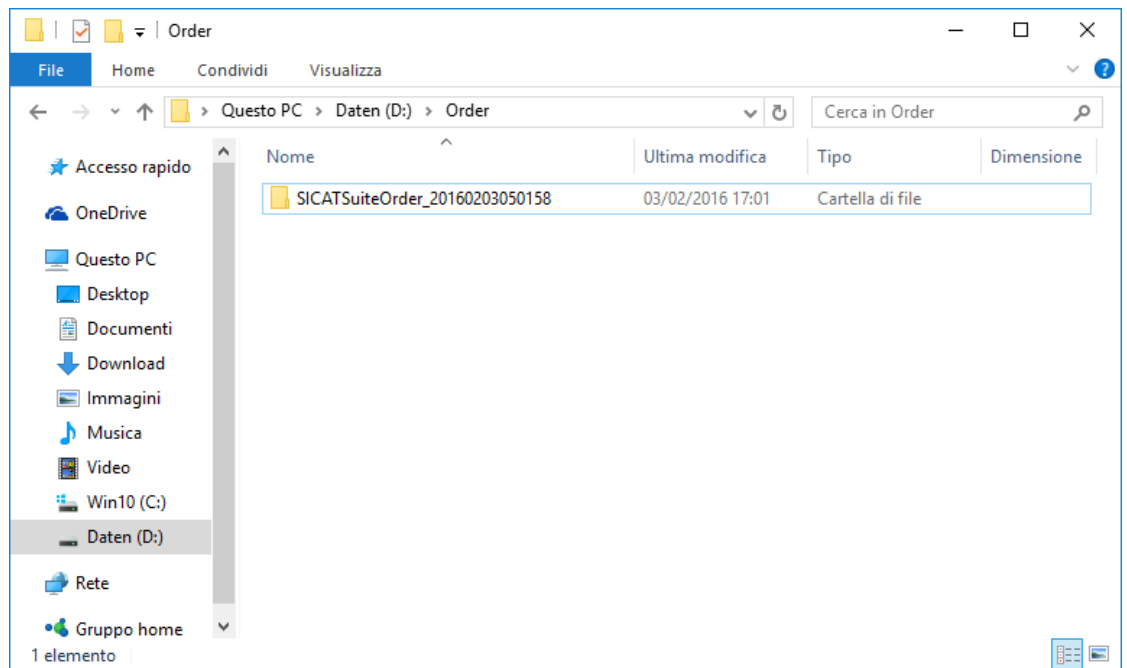 Order
File Home Condividi Visualizza
?
Questo PC > Daten (D:) > Order
Cerca in Order
Nome Ultima modifica Tipo Dimensione
SICATSuiteOrder_20160203050158 03/02/2016 17:01 Cartella di file
Accesso rapido
OneDrive
Questo PC
Desktop
Documenti
Download
Immagini
Musica
Video
Win10 (C:)
Daten (D:)
Rete
Gruppo home
1 elemento